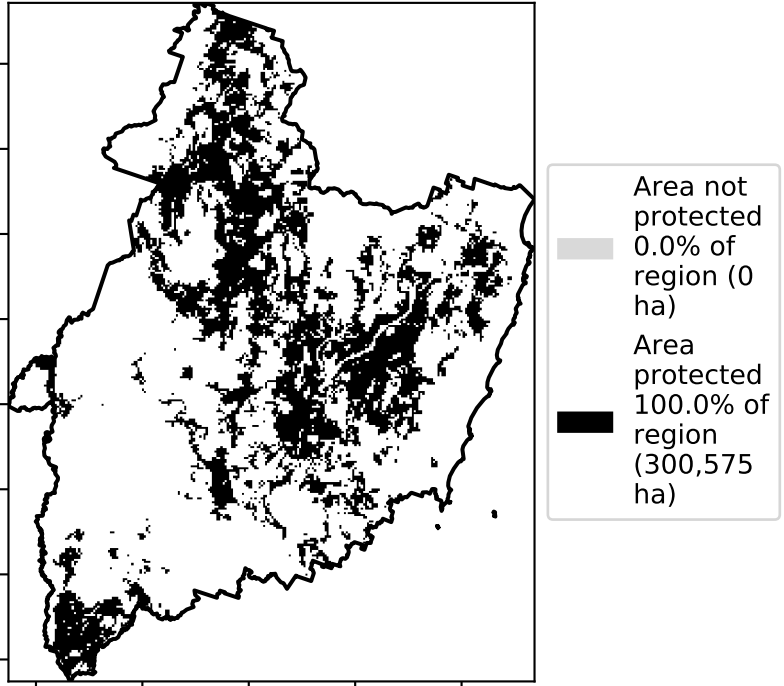 Area not
protected
0.0% of
region (0
ha)
Area
protected
100.0% of
region
(300,575
ha)